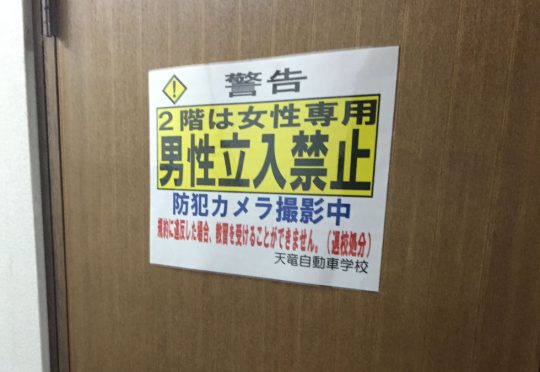 警告
2階は女性専用
男性立入禁止
防犯カメラ撮影中
規約に違反した場合、教習を受けることができません。(退校処分)
天竜自動車学校